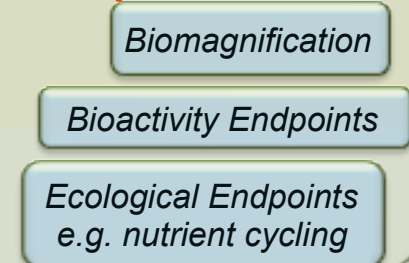 Biomagnification
Bioactivity Endpoints
Ecological Endpoints
e.g. nutrient cycling